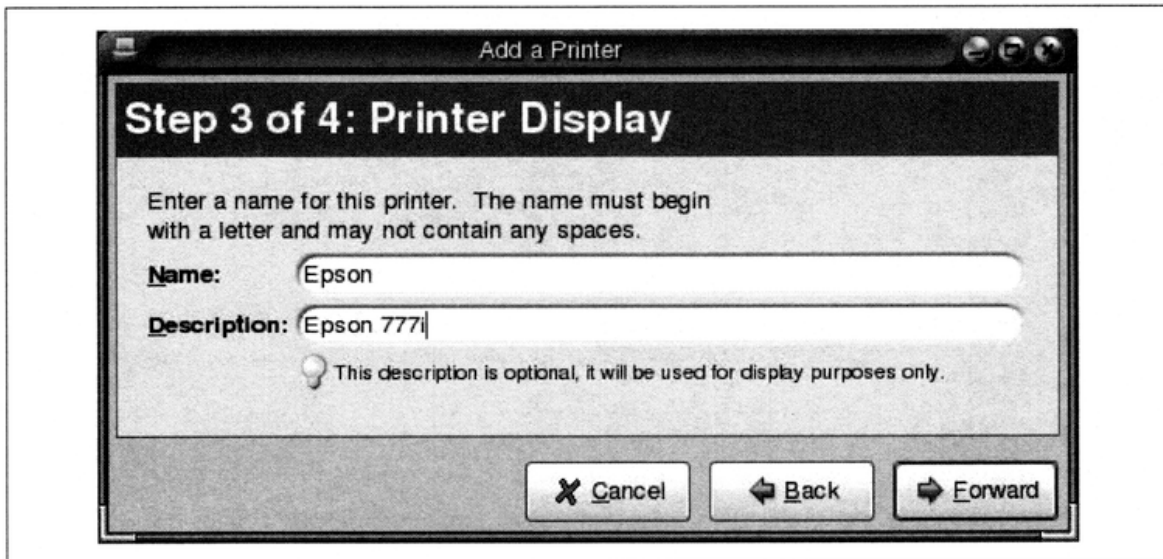 Add a Printer
Step 3 of 4: Printer Display
Enter a name for this printer. The name must begin
with a letter and may not contain any spaces.
Name: Epson
Description: Epson 777i
This description is optional, it will be used for display purposes only.
Cancel Back Forward